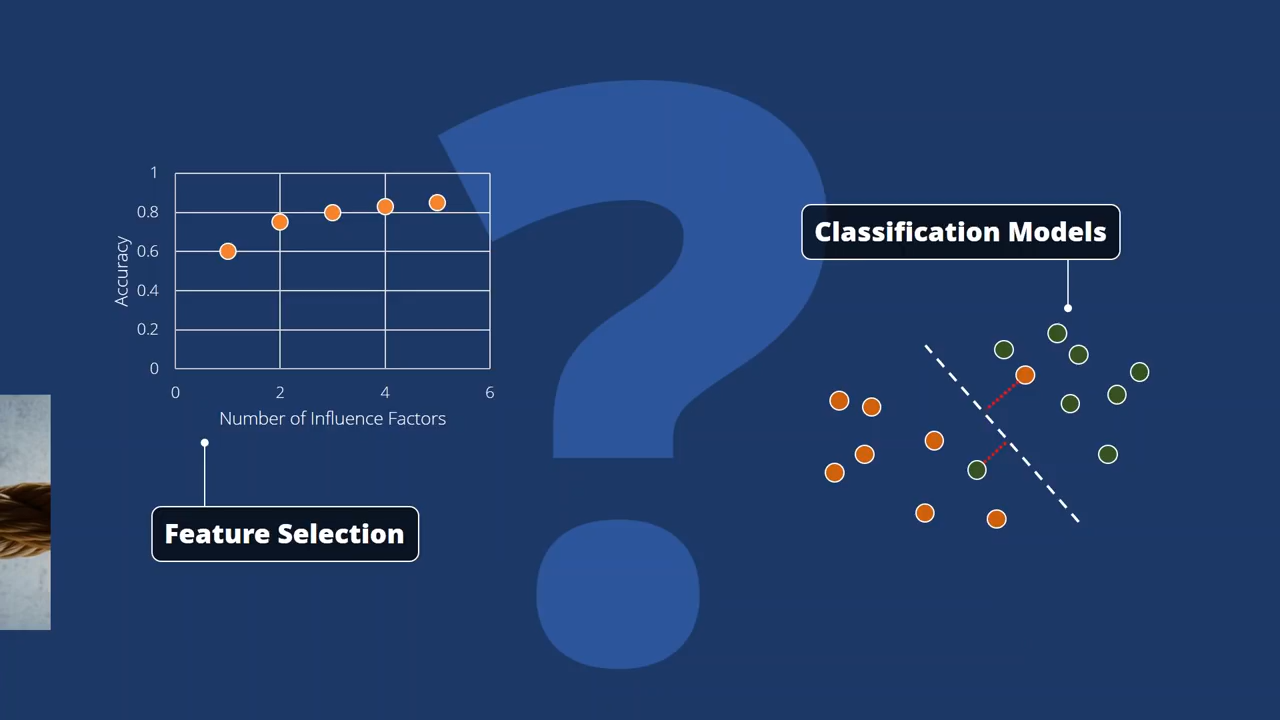 1
0.8
0.6
0.4
0.2
0
Accuracy
0 2 4 6
Number of Influence Factors
Feature Selection
Classification Models